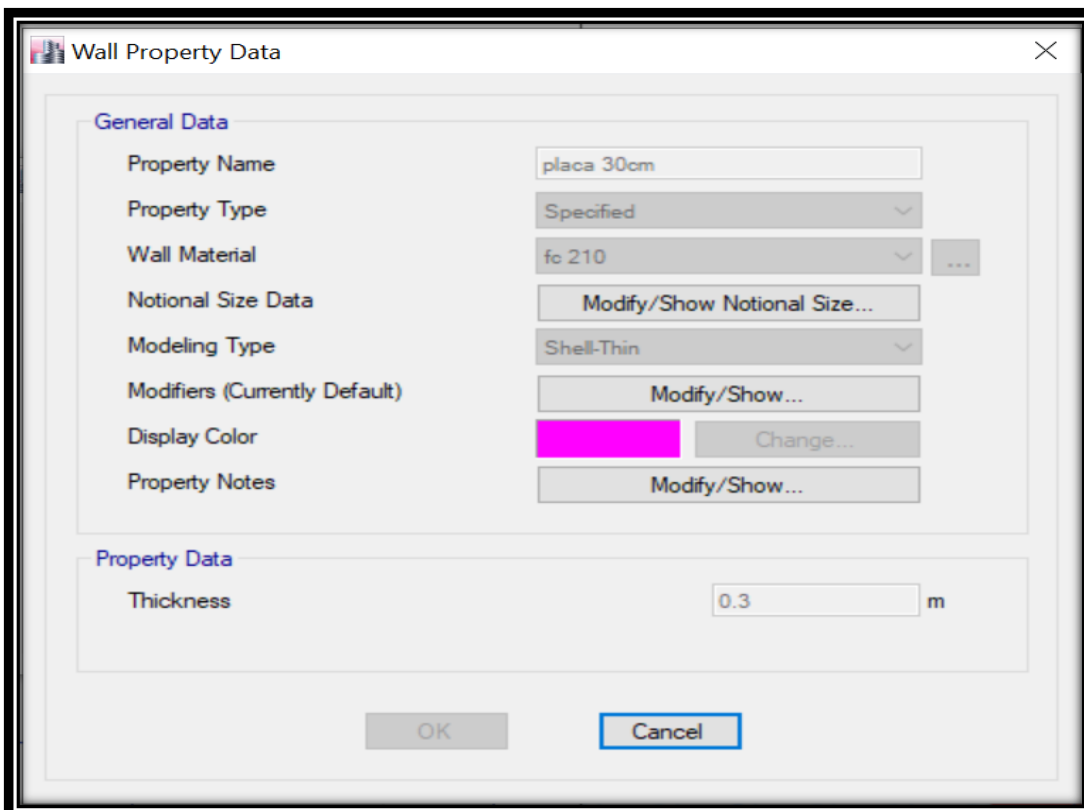 Wall Property Data
General Data
Property Name placa 30cm
Property Type Specified
Wall Material fc 210 ...
Notional Size Data Modify/Show Notional Size...
Modeling Type Shell-Thin
Modifiers (Currently Default) Modify/Show...
Display Color Change...
Property Notes Modify/Show...
Property Data
Thickness 0.3 m
OK Cancel